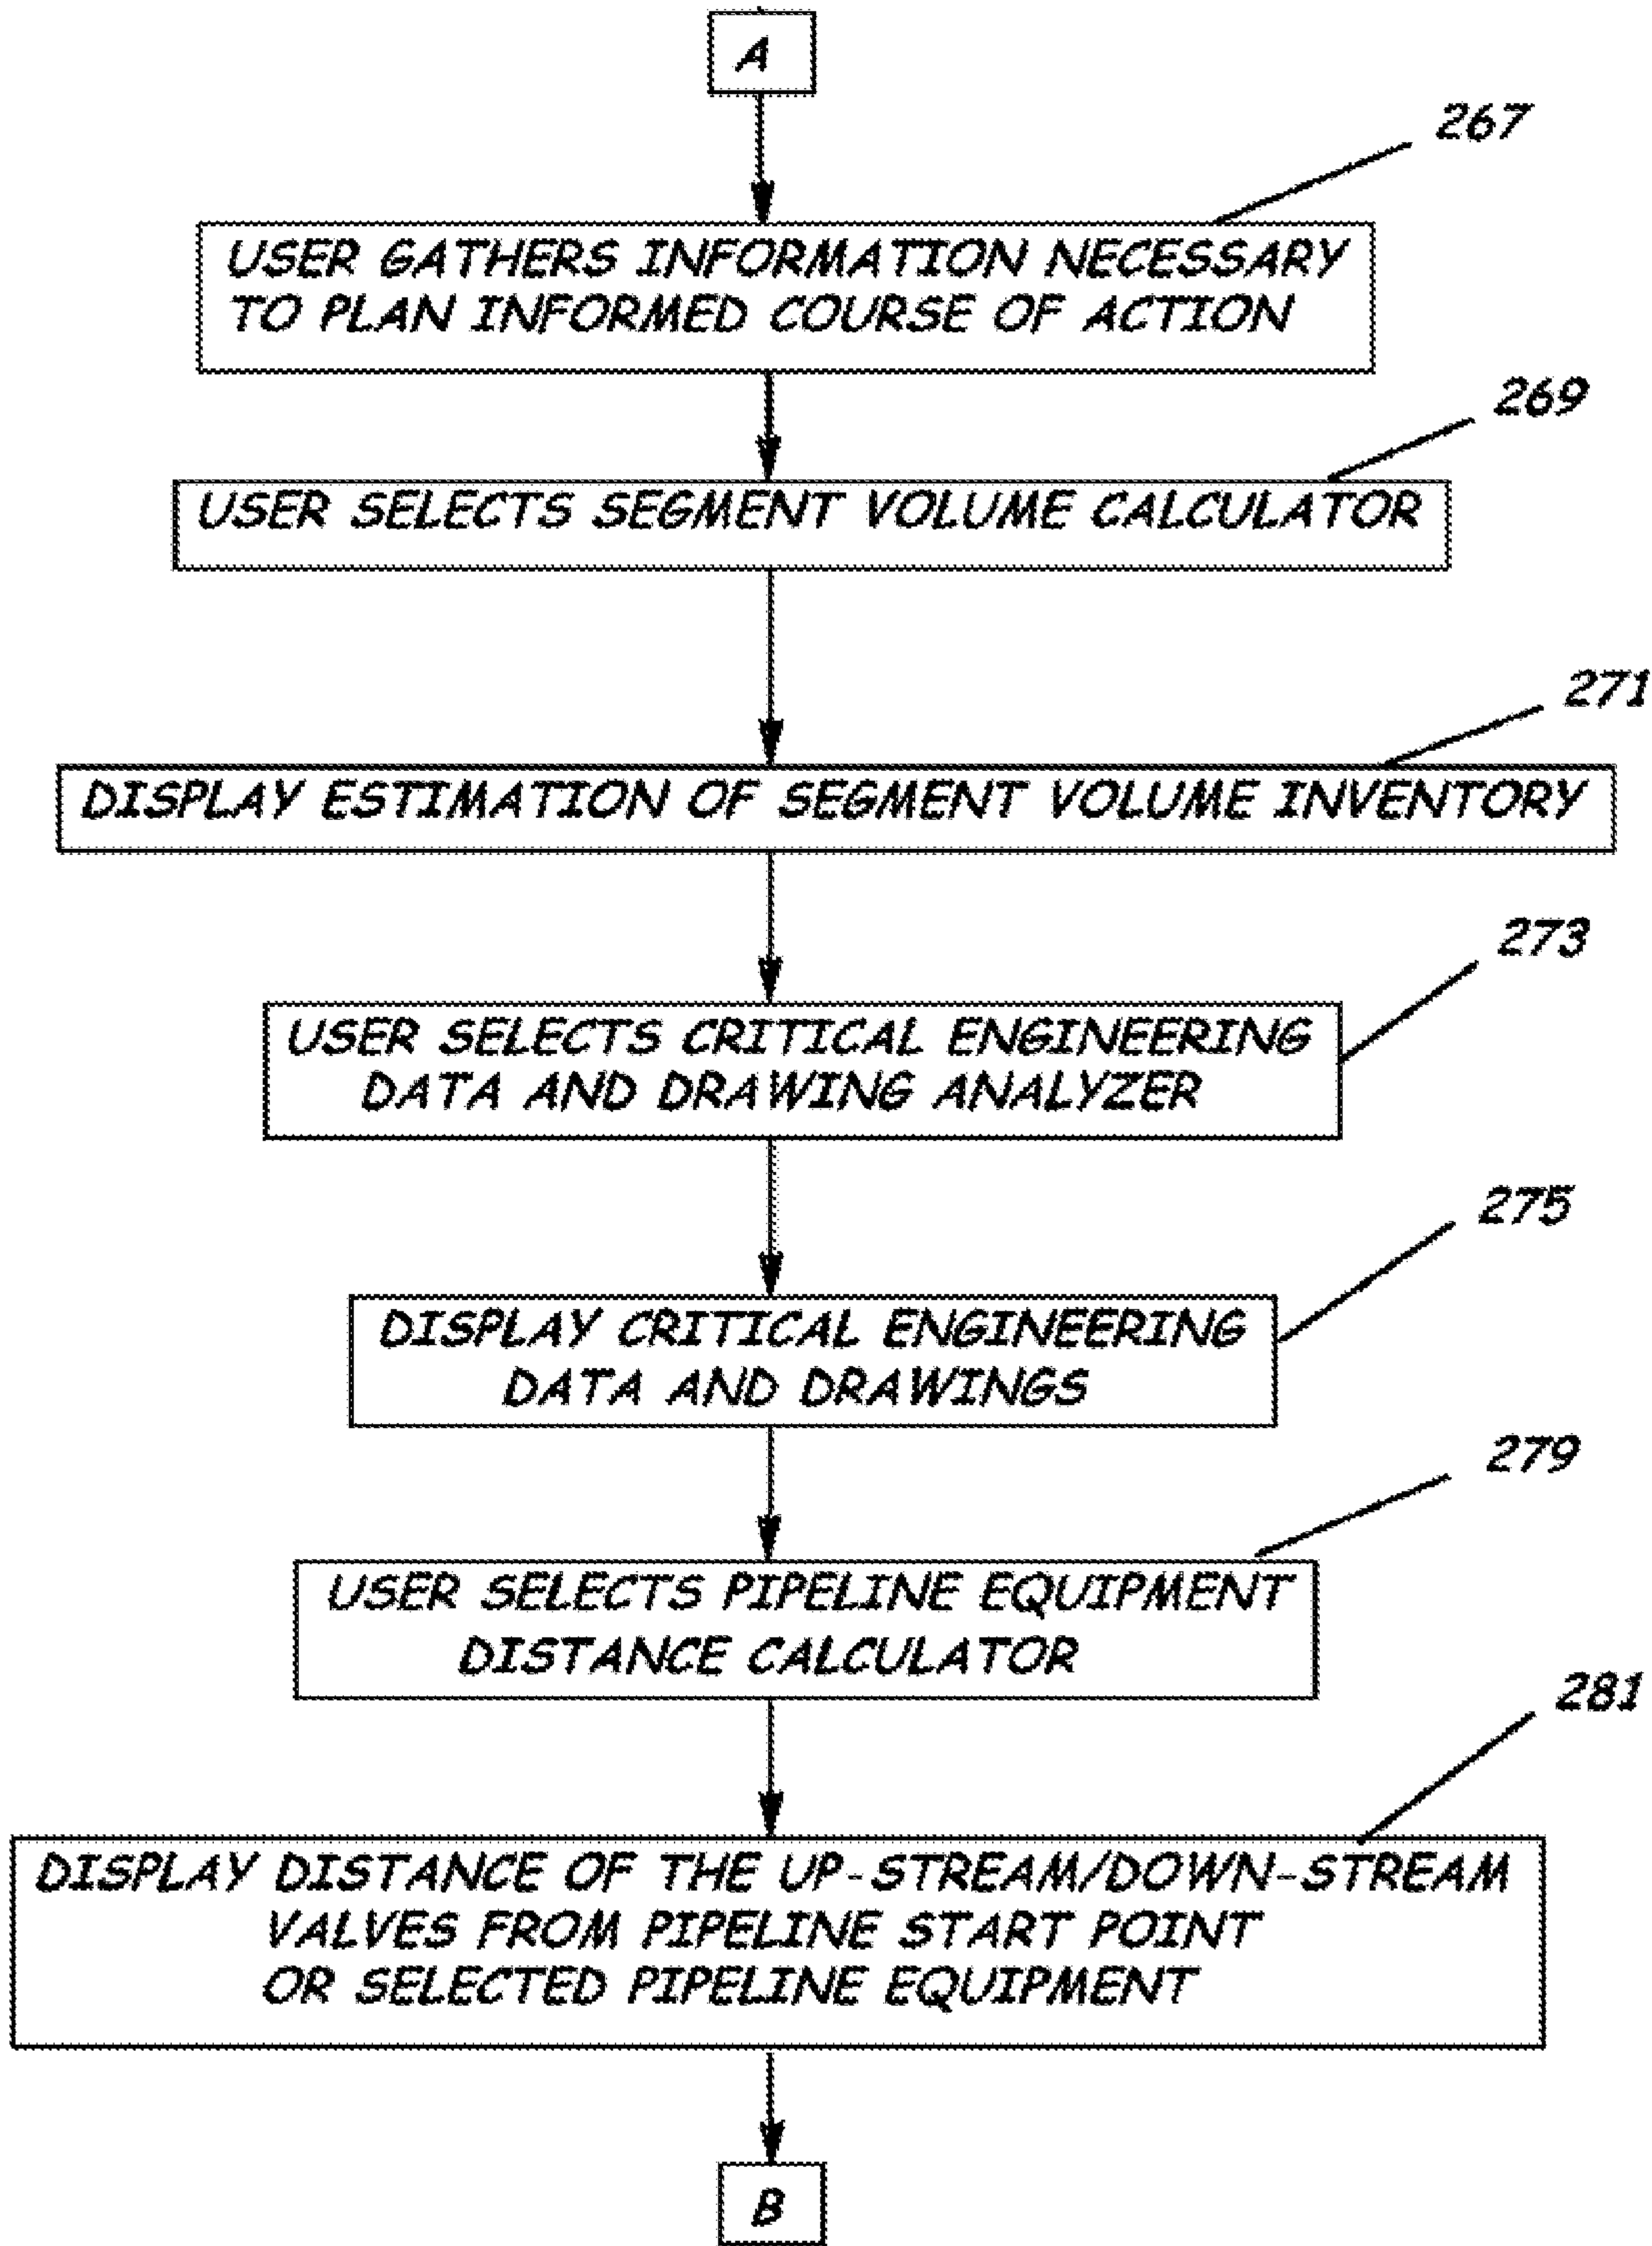 A
267
USER GATHERS INFORMATION NECESSARY
TO PLAN INFORMED COURSE OF ACTION
269
USER SELECTS SEGMENT VOLUME CALCULATOR
271
DISPLAY ESTIMATION OF SEGMENT VOLUME INVENTORY
273
USER SELECTS CRITICAL ENGINEERING
DATA AND DRAWING ANALYZER
275
DISPLAY CRITICAL ENGINEERING
DATA AND DRAWINGS
279
USER SELECTS PIPELINE EQUIPMENT
DISTANCE CALCULATOR
281
DISPLAY DISTANCE OF THE UP-STREAM/DOWN-STREAM
VALVES FROM PIPELINE START POINT
OR SELECTED PIPELINE EQUIPMENT
B